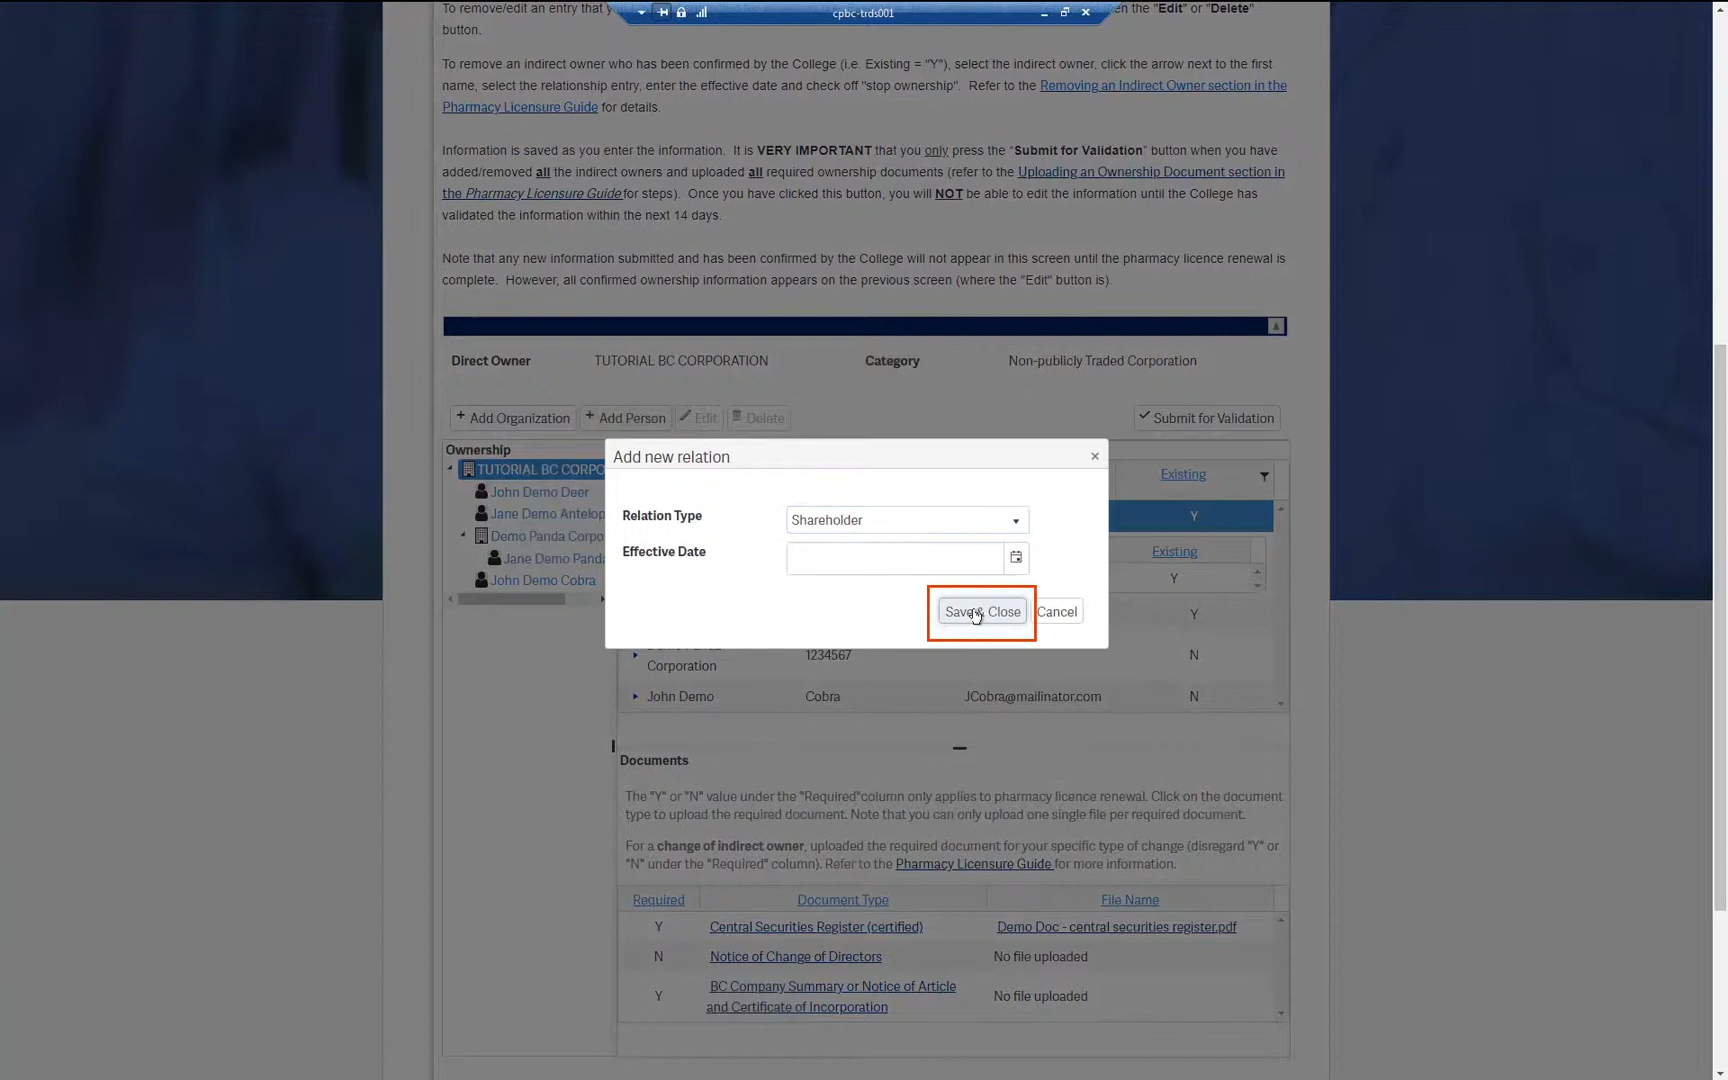 To remove/edit an entry that y
cpbc-trds001
en the "Edit" or "Delete"
button.
To remove an indirect owner who has been confirmed by the College (i.e. Existing = "Y"), select the indirect owner, click the arrow next to the first
name, select the relationship entry, enter the effective date and check off "stop ownership".  Refer to the Removing an Indirect Owner section in the
Pharmacy Licensure Guide for details.
Information is saved as you enter the information.  It is VERY IMPORTANT that you only press the "Submit for Validation" button when you have
added/removed all the indirect owners and uploaded all required ownership documents (refer to the Uploading an Ownership Document section in
the Pharmacy Licensure Guide for steps).  Once you have clicked this button, you will NOT be able to edit the information until the College has
validated the information within the next 14 days.
Note that any new information submitted and has been confirmed by the College will not appear in this screen until the pharmacy licence renewal is
complete.  However, all confirmed ownership information appears on the previous screen (where the "Edit" button is).
Direct Owner TUTORIAL BC CORPORATION Category Non-publicly Traded Corporation
+ Add Organization + Add Person Edit Delete Submit for Validation
Ownership
TUTORIAL BC CORPO
John Demo Deer
Jane Demo Antelop
Demo Panda Corpo
Jane Demo Panda
John Demo Cobra
Add new relation ×
Relation Type Shareholder
Effective Date
Save & Close Cancel
Existing
Y
Existing
Y
Y
Corporation 1234567 N
John Demo Cobra JCobra@mailinator.com N
Documents
The "Y" or "N" value under the "Required"column only applies to pharmacy licence renewal. Click on the document
type to upload the required document. Note that you can only upload one single file per required document.
For a change of indirect owner, uploaded the required document for your specific type of change (disregard "Y" or
"N" under the "Required" column). Refer to the Pharmacy Licensure Guide for more information.
Required Document Type File Name
Y Central Securities Register (certified) Demo Doc - central securities register.pdf
N Notice of Change of Directors No file uploaded
Y BC Company Summary or Notice of Article
and Certificate of Incorporation No file uploaded